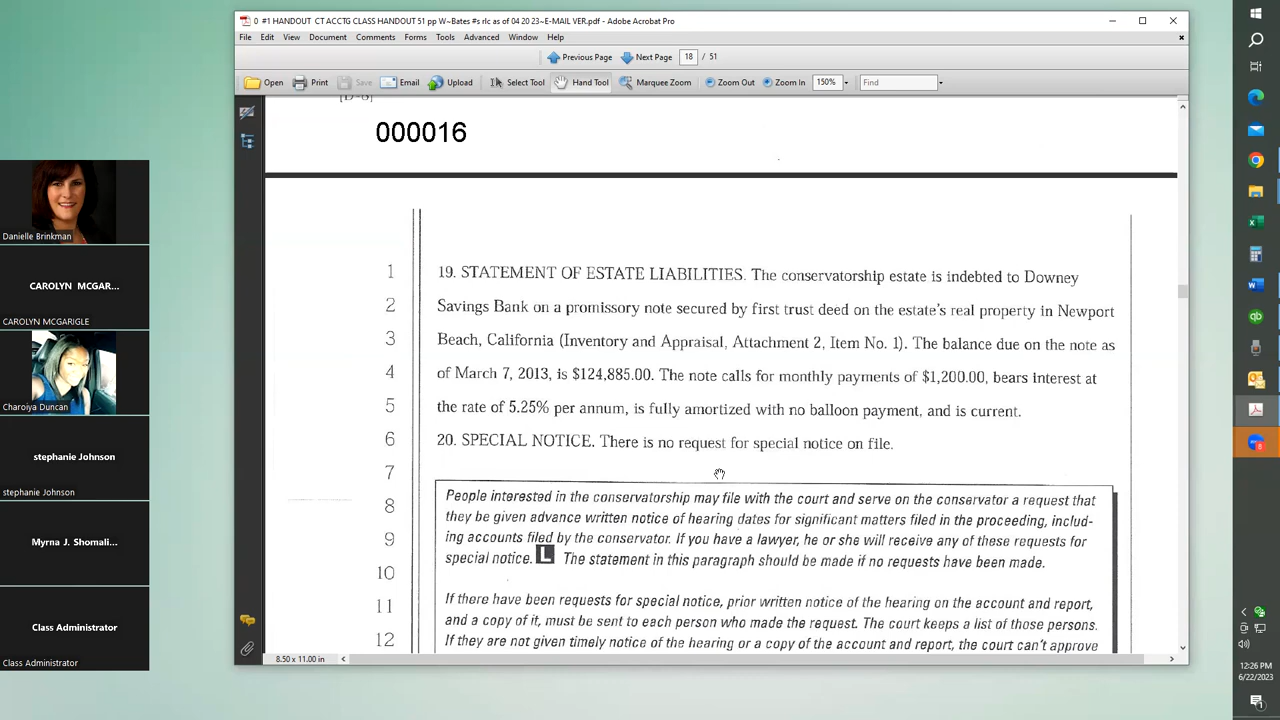 0 #1 HANDOUT CT ACCTG CLASS HANDOUT 51 pp W~Bates #s rlc as of 04 20 23~E-MAIL VER.pdf - Adobe Acrobat Pro
File Edit View Document Comments Forms Tools Advanced Window Help
Previous Page Next Page 18 / 51
Open Print Save Email Upload Select Tool Hand Tool Marquee Zoom Zoom Out Zoom In 150% Find
000016
1 19. STATEMENT OF ESTATE LIABILITIES. The conservatorship estate is indebted to Downey
2 Savings Bank on a promissory note secured by first trust deed on the estate's real property in Newport
3 Beach, California (Inventory and Appraisal, Attachment 2, Item No. 1). The balance due on the note as
4 of March 7, 2013, is $124,885.00. The note calls for monthly payments of $1,200.00, bears interest at
5 the rate of 5.25% per annum, is fully amortized with no balloon payment, and is current.
6 20. SPECIAL NOTICE. There is no request for special notice on file.
7
8 People interested in the conservatorship may file with the court and serve on the conservator a request that
they be given advance written notice of hearing dates for significant matters filed in the proceeding, includ-
9 ing accounts filed by the conservator. If you have a lawyer, he or she will receive any of these requests for
special notice. L The statement in this paragraph should be made if no requests have been made.
10
11 If there have been requests for special notice, prior written notice of the hearing on the account and report,
and a copy of it, must be sent to each person who made the request. The court keeps a list of those persons.
12 If they are not given timely notice of the hearing or a copy of the account and report, the court can't approve
8.50 x 11.00 in
Danielle Brinkman
CAROLYN MCGAR...
CAROLYN MCGARIGLE
Charoiya Duncan
stephanie Johnson
stephanie Johnson
Myrna J. Shomali...
Class Administrator
Class Administrator
12:26 PM
6/22/2023